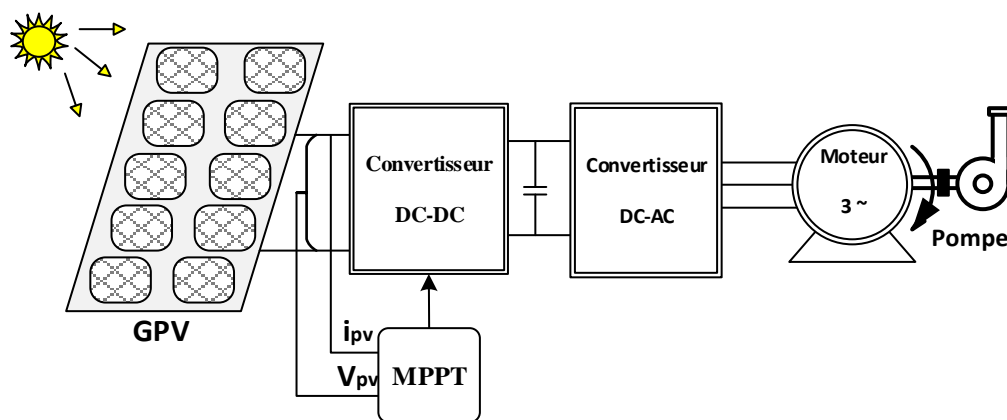 GPV
Convertisseur
DC-DC
Convertisseur
DC-AC
Moteur
3 ~
Pompe
ipv
Vpv
MPPT